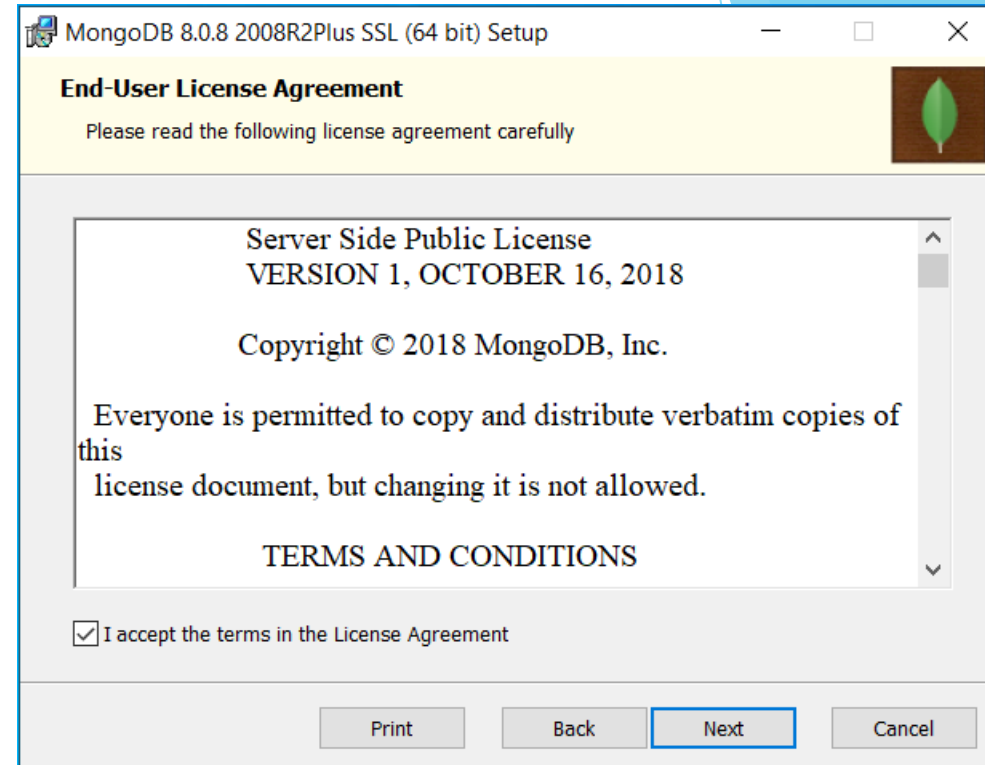 MongoDB 8.0.8 2008R2Plus SSL (64 bit) Setup
End-User License Agreement
Please read the following license agreement carefully
Server Side Public License
VERSION 1, OCTOBER 16, 2018
Copyright © 2018 MongoDB, Inc.
Everyone is permitted to copy and distribute verbatim copies of
this
license document, but changing it is not allowed.
TERMS AND CONDITIONS
I accept the terms in the License Agreement
Print Back Next Cancel